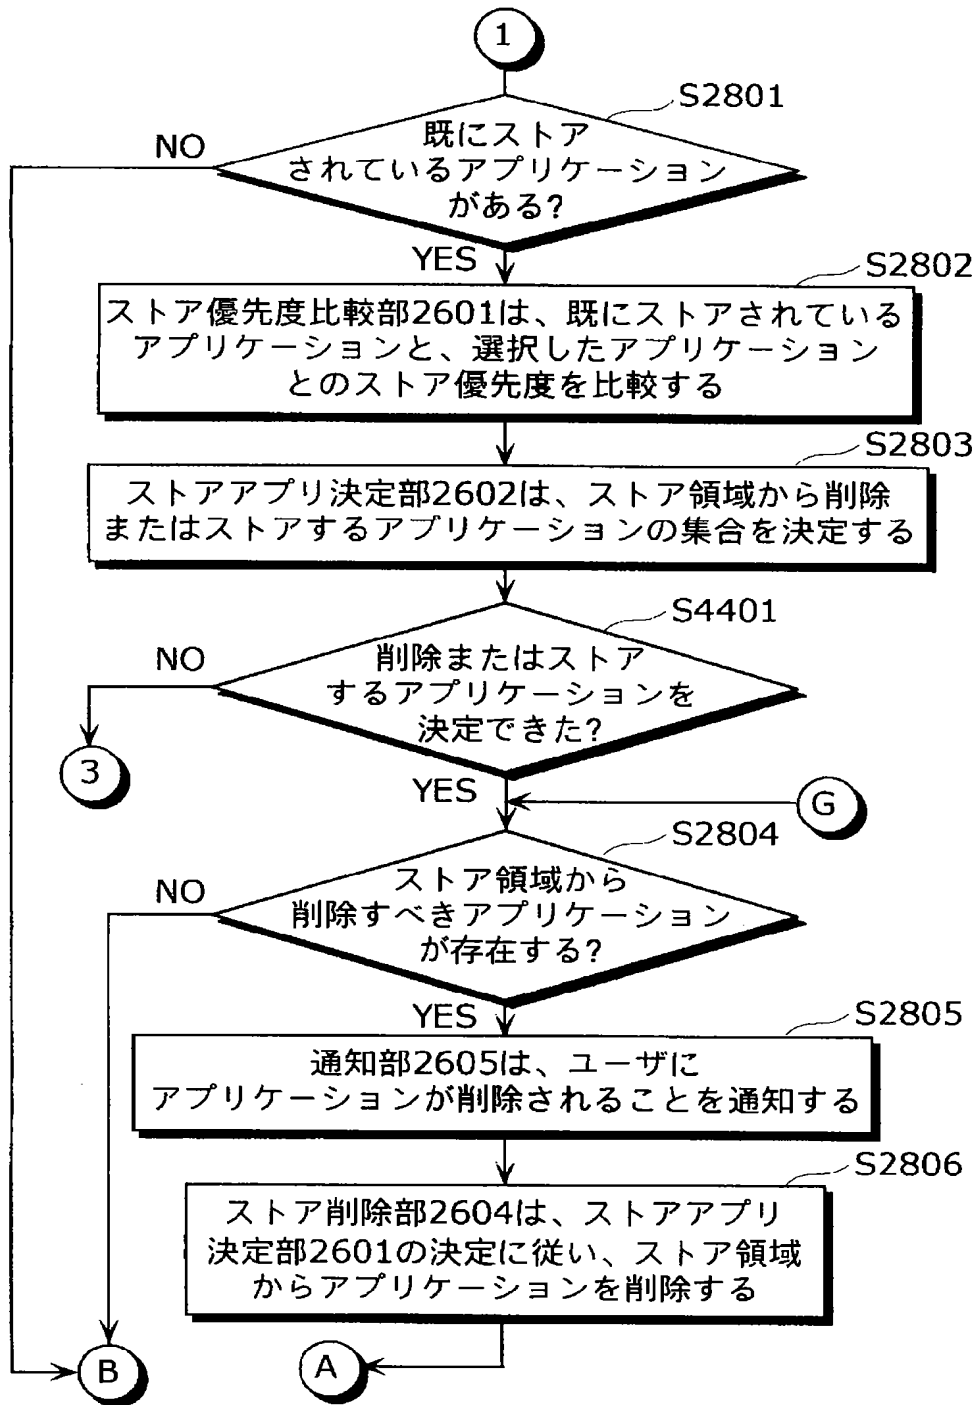 1
S2801
既にストア
されているアプリケーション
がある?
NO
YES
S2802
ストア優先度比較部2601は、既にストアされている
アプリケーションと、選択したアプリケーション
とのストア優先度を比較する
S2803
ストアアプリ決定部2602は、ストア領域から削除
またはストアするアプリケーションの集合を決定する
S4401
削除またはストア
するアプリケーションを
決定できた?
NO
3
YES
G
S2804
ストア領域から
削除すべきアプリケーション
が存在する?
NO
YES
S2805
通知部2605は、ユーザに
アプリケーションが削除されることを通知する
S2806
ストア削除部2604は、ストアアプリ
決定部2601の決定に従い、ストア領域
からアプリケーションを削除する
B
A